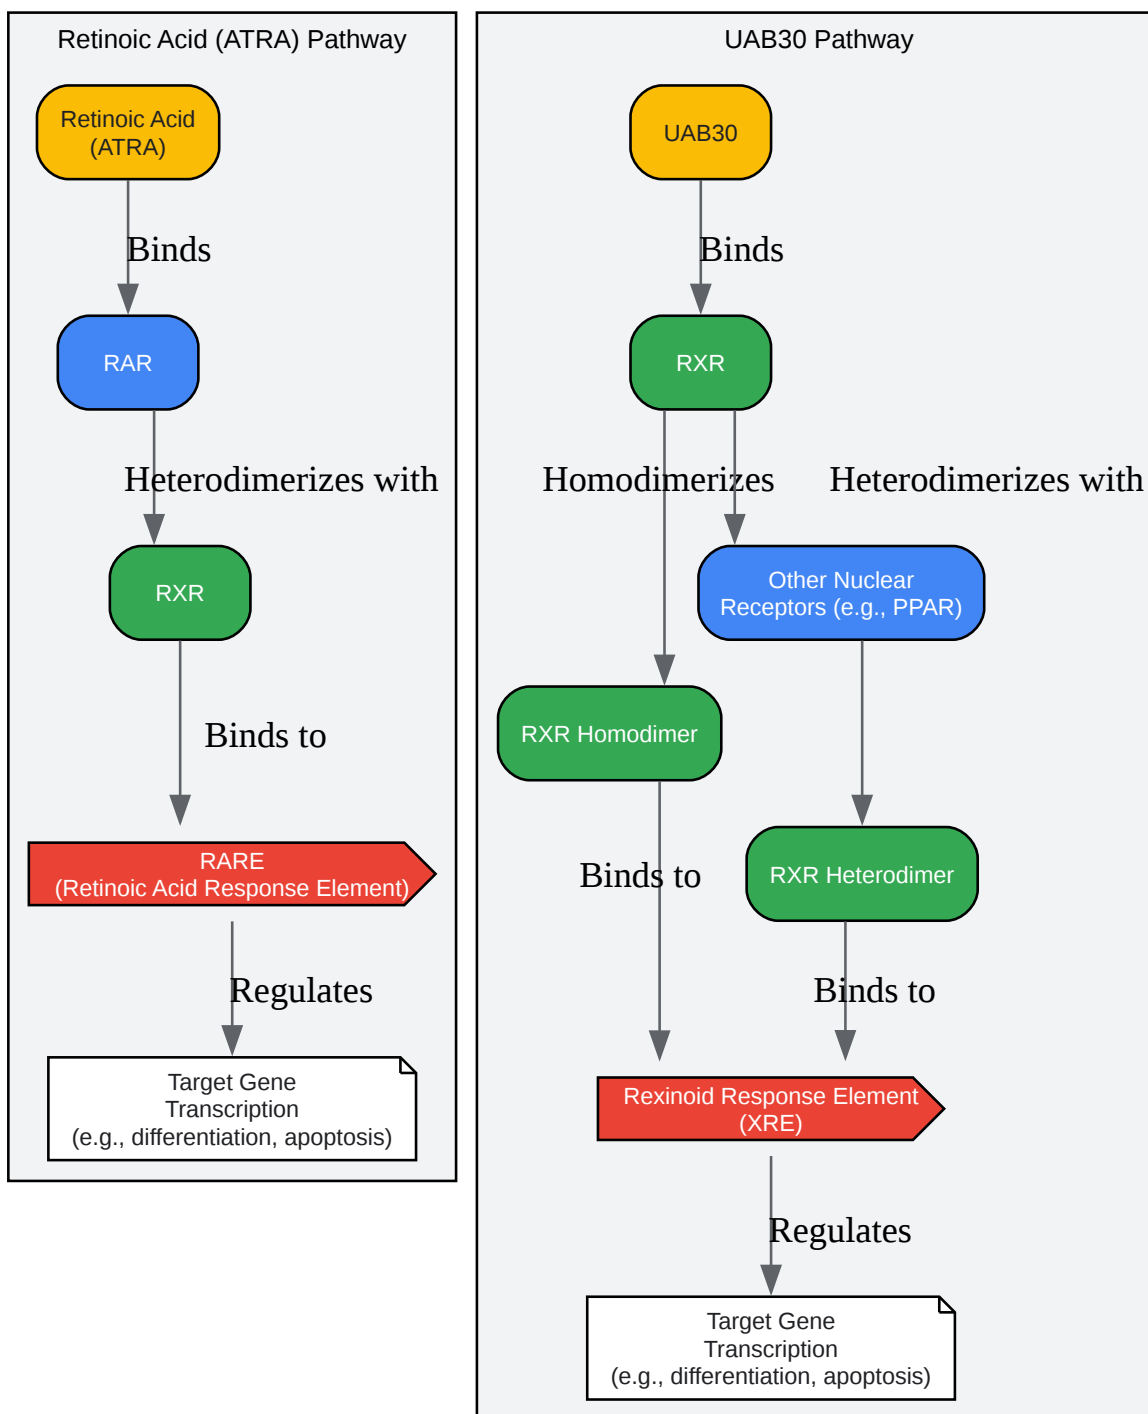 Retinoic Acid (ATRA) Pathway
Retinoic Acid
(ATRA)
Binds
RAR
Heterodimerizes with
RXR
Binds to
RARE
(Retinoic Acid Response Element)
Regulates
Target Gene
Transcription
(e.g., differentiation, apoptosis)
UAB30 Pathway
UAB30
Binds
RXR
Homodimerizes
Heterodimerizes with
Other Nuclear
Receptors (e.g., PPAR)
RXR Homodimer
Binds to
RXR Heterodimer
Binds to
Rexinoid Response Element
(XRE)
Regulates
Target Gene
Transcription
(e.g., differentiation, apoptosis)